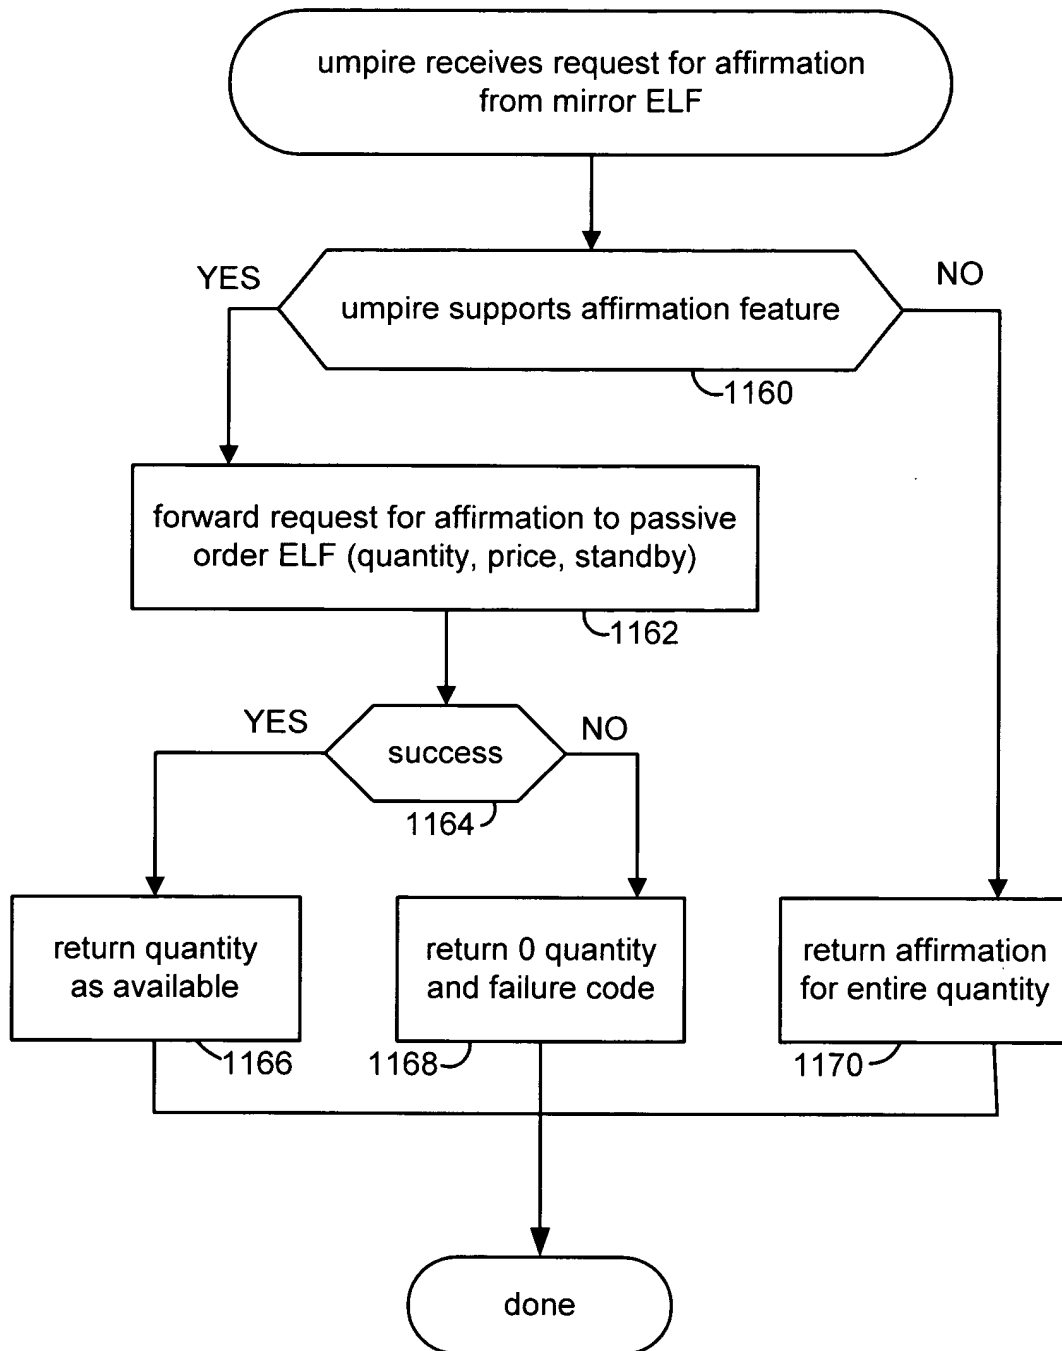 umpire receives request for affirmation
from mirror ELF
YES
NO
umpire supports affirmation feature
1160
forward request for affirmation to passive
order ELF (quantity, price, standby)
1162
YES
NO
success
1164
return quantity
as available
return 0 quantity
and failure code
return affirmation
for entire quantity
1166
1168
1170
done